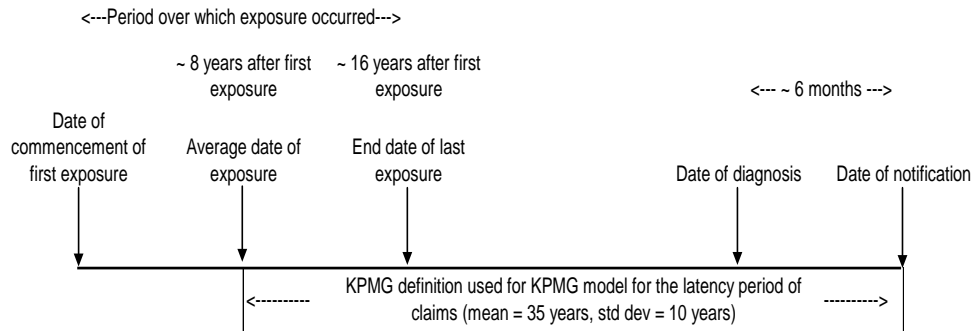 <---Period over which exposure occurred--->
~ 8 years after first
exposure
~ 16 years after first
exposure
<--- ~ 6 months --->
Date of
commencement of
first exposure
Average date of
exposure
End date of last
exposure
Date of diagnosis
Date of notification
<----------
KPMG definition used for KPMG model for the latency period of
claims (mean = 35 years, std dev = 10 years)
---------->